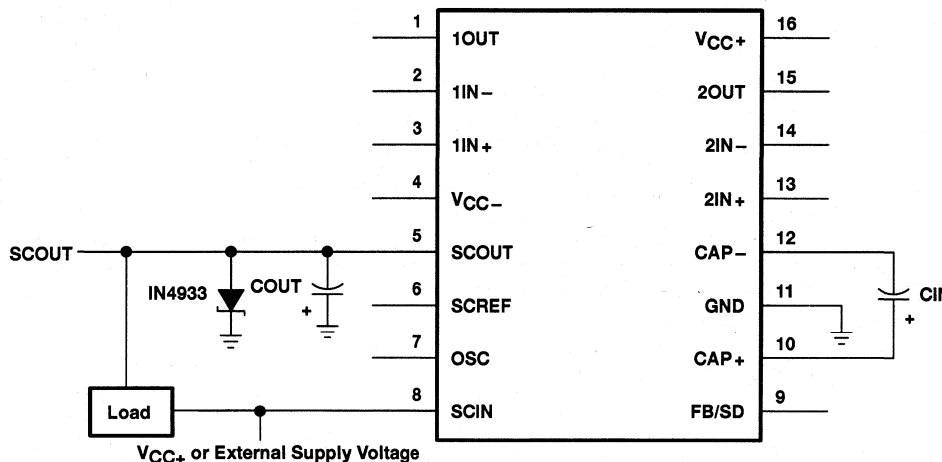 1 1OUT VCC+ 16
2 1IN− 2OUT 15
3 1IN+ 2IN− 14
4 VCC− 2IN+ 13
SCOUT 5 SCOUT CAP− 12
IN4933 COUT + 6 SCREF GND 11 CIN +
7 OSC CAP+ 10
Load 8 SCIN FB/SD 9
VCC+ or External Supply Voltage